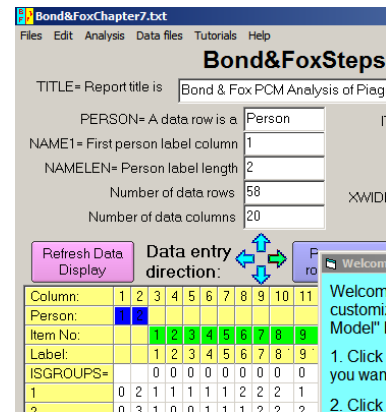 Bond&FoxChapter7.txt
Files Edit Analysis Data files Tutorials Help
Bond&FoxSteps
TITLE= Report title is Bond & Fox PCM Analysis of Piag
PERSON= A data row is a Person
NAME1= First person label column 1
NAMELEN= Person label length 2
Number of data rows 58
XWID
Number of data columns 20
Refresh Data Display
Data entry direction:
Welcom
Column: 1 2 3 4 5 6 7 8 9 10 11
Person: 1 2
Item No: 1 2 3 4 5 6 7 8 9
Label: 1 2 3 4 5 6 7 8 9
ISGROUPS= 0 0 0 0 0 0 0 0 0
1 0 2 1 1 1 1 1 2 2 2 1
Welcom
customiz
Model"
1. Click
you wan
2. Click